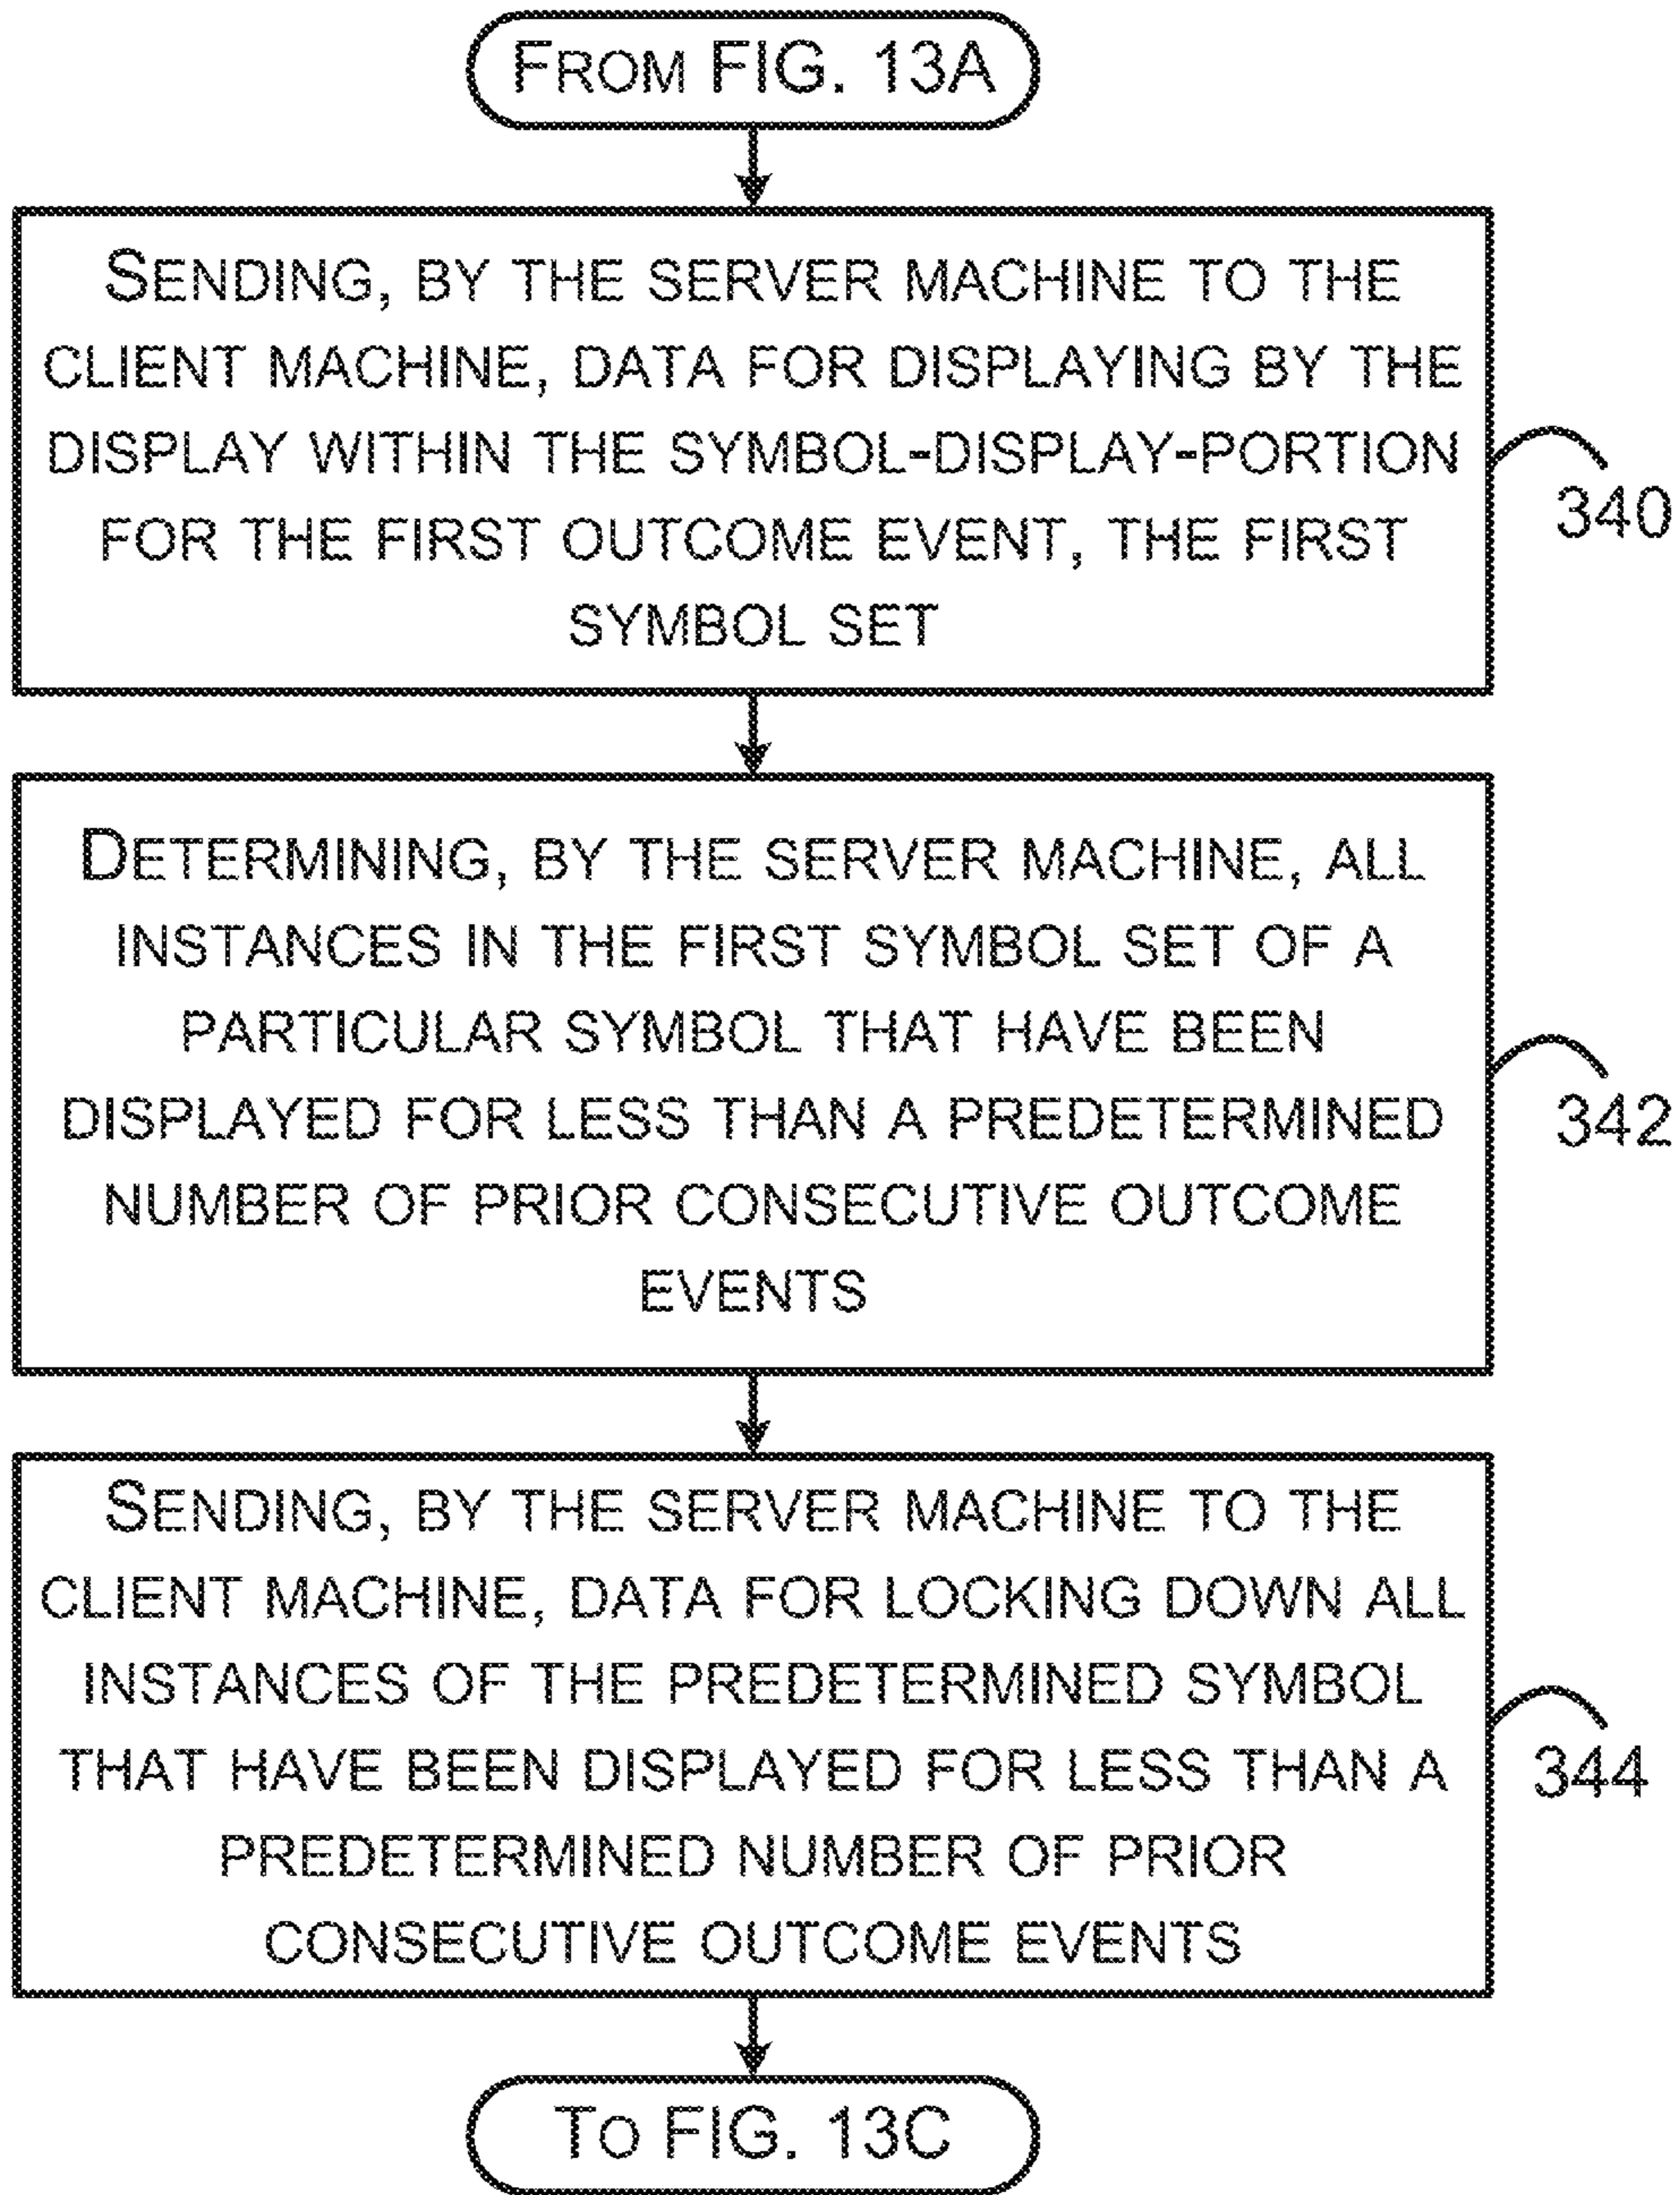 FROM FIG. 13A
SENDING, BY THE SERVER MACHINE TO THE
CLIENT MACHINE, DATA FOR DISPLAYING BY THE
DISPLAY WITHIN THE SYMBOL-DISPLAY-PORTION
FOR THE FIRST OUTCOME EVENT, THE FIRST
SYMBOL SET
340
DETERMINING, BY THE SERVER MACHINE, ALL
INSTANCES IN THE FIRST SYMBOL SET OF A
PARTICULAR SYMBOL THAT HAVE BEEN
DISPLAYED FOR LESS THAN A PREDETERMINED
NUMBER OF PRIOR CONSECUTIVE OUTCOME
EVENTS
342
SENDING, BY THE SERVER MACHINE TO THE
CLIENT MACHINE, DATA FOR LOCKING DOWN ALL
INSTANCES OF THE PREDETERMINED SYMBOL
THAT HAVE BEEN DISPLAYED FOR LESS THAN A
PREDETERMINED NUMBER OF PRIOR
CONSECUTIVE OUTCOME EVENTS
344
TO FIG. 13C